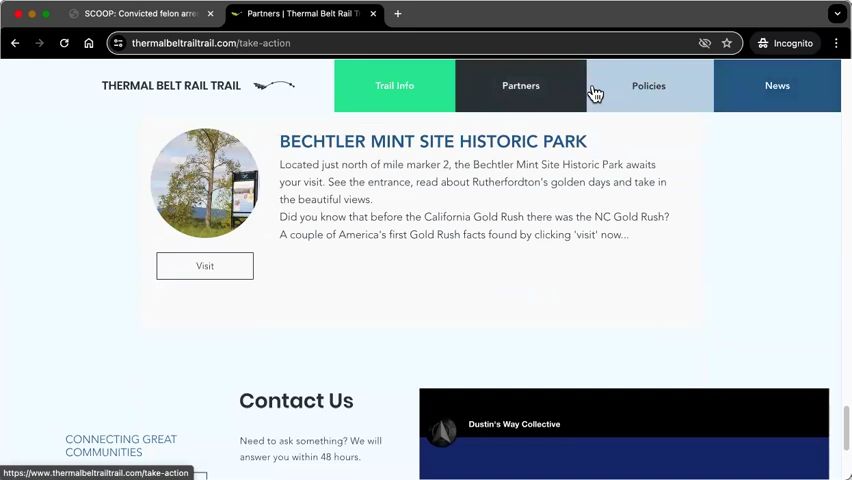 SCOOP: Convicted felon arre
Partners | Thermal Belt Rail T
thermalbeltrailtrail.com/take-action
Incognito
THERMAL BELT RAIL TRAIL
Trail Info
Partners
Policies
News
BECHTLER MINT SITE HISTORIC PARK
Located just north of mile marker 2, the Bechtler Mint Site Historic Park awaits
your visit. See the entrance, read about Rutherfordton's golden days and take in
the beautiful views.
Did you know that before the California Gold Rush there was the NC Gold Rush?
A couple of America's first Gold Rush facts found by clicking 'visit' now...
Visit
Contact Us
Dustin's Way Collective
CONNECTING GREAT
COMMUNITIES
Need to ask something? We will
answer you within 48 hours.
https://www.thermalbeltrailtrail.com/take-action